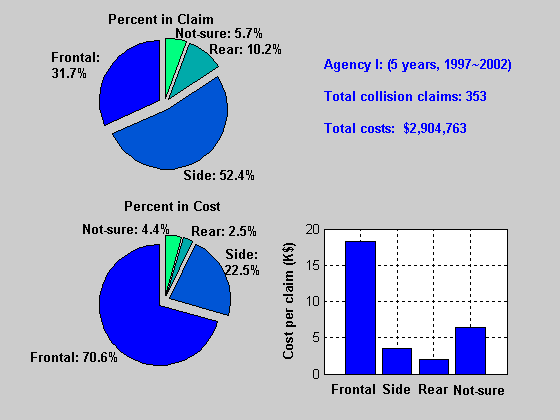 Percent in Claim
Not-sure: 5.7%
Rear: 10.2%
Frontal:
31.7%
Side: 52.4%
Agency I: (5 years, 1997~2002)
Total collision claims: 353
Total costs: $2,904,763
Percent in Cost
Not-sure: 4.4%
Rear: 2.5%
Side:
22.5%
Frontal: 70.6%
Cost per claim (K$)
20
15
10
5
0
Frontal Side Rear Not-sure